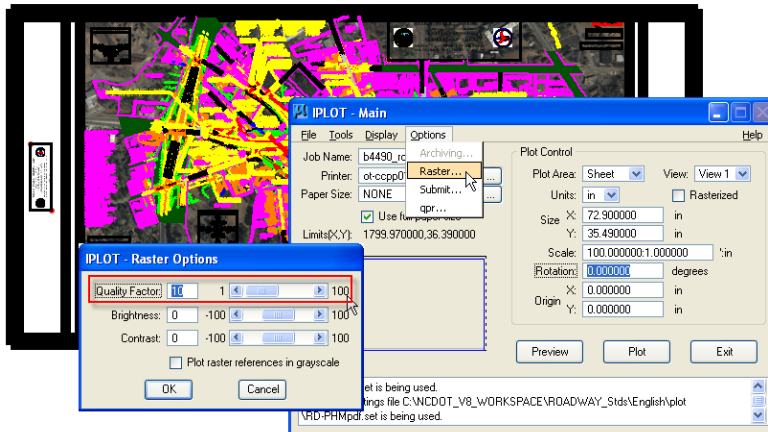 IPLOT - Main
File Tools Display Options Help
Archiving...
Raster...
Submit...
qpr...
Job Name: b4490_rd
Printer: ...
Paper Size: NONE ...
Use full paper size
Limits(X,Y): 1799.970000,36.390000
Plot Control
Plot Area: Sheet View: View 1
Units: in Rasterized
Size X: 72.900000 in
Y: 35.490000 in
Scale: 100.000000:1.000000 ':in
Rotation: 0.000000 degrees
Origin X: 0.000000 in
Y: 0.000000 in
Preview Plot Exit
IPLOT - Raster Options
Quality Factor: 10 1 100
Brightness: 0 -100 100
Contrast: 0 -100 100
Plot raster references in grayscale
OK Cancel
et is being used.
tings file C:\NCDOT_V8_WORKSPACE\ROADWAY_Stds\English\plot
\RD-PHMpdf.set is being used.